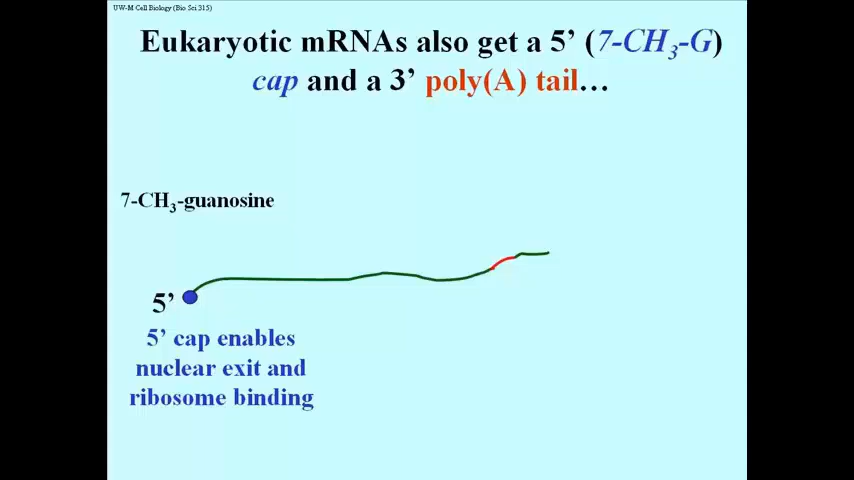 UW-M Cell Biology (Bio Sci 315)
Eukaryotic mRNAs also get a 5’ (7-CH₃-G)
cap and a 3’ poly(A) tail…
7-CH₃-guanosine
5’
5’ cap enables
nuclear exit and
ribosome binding